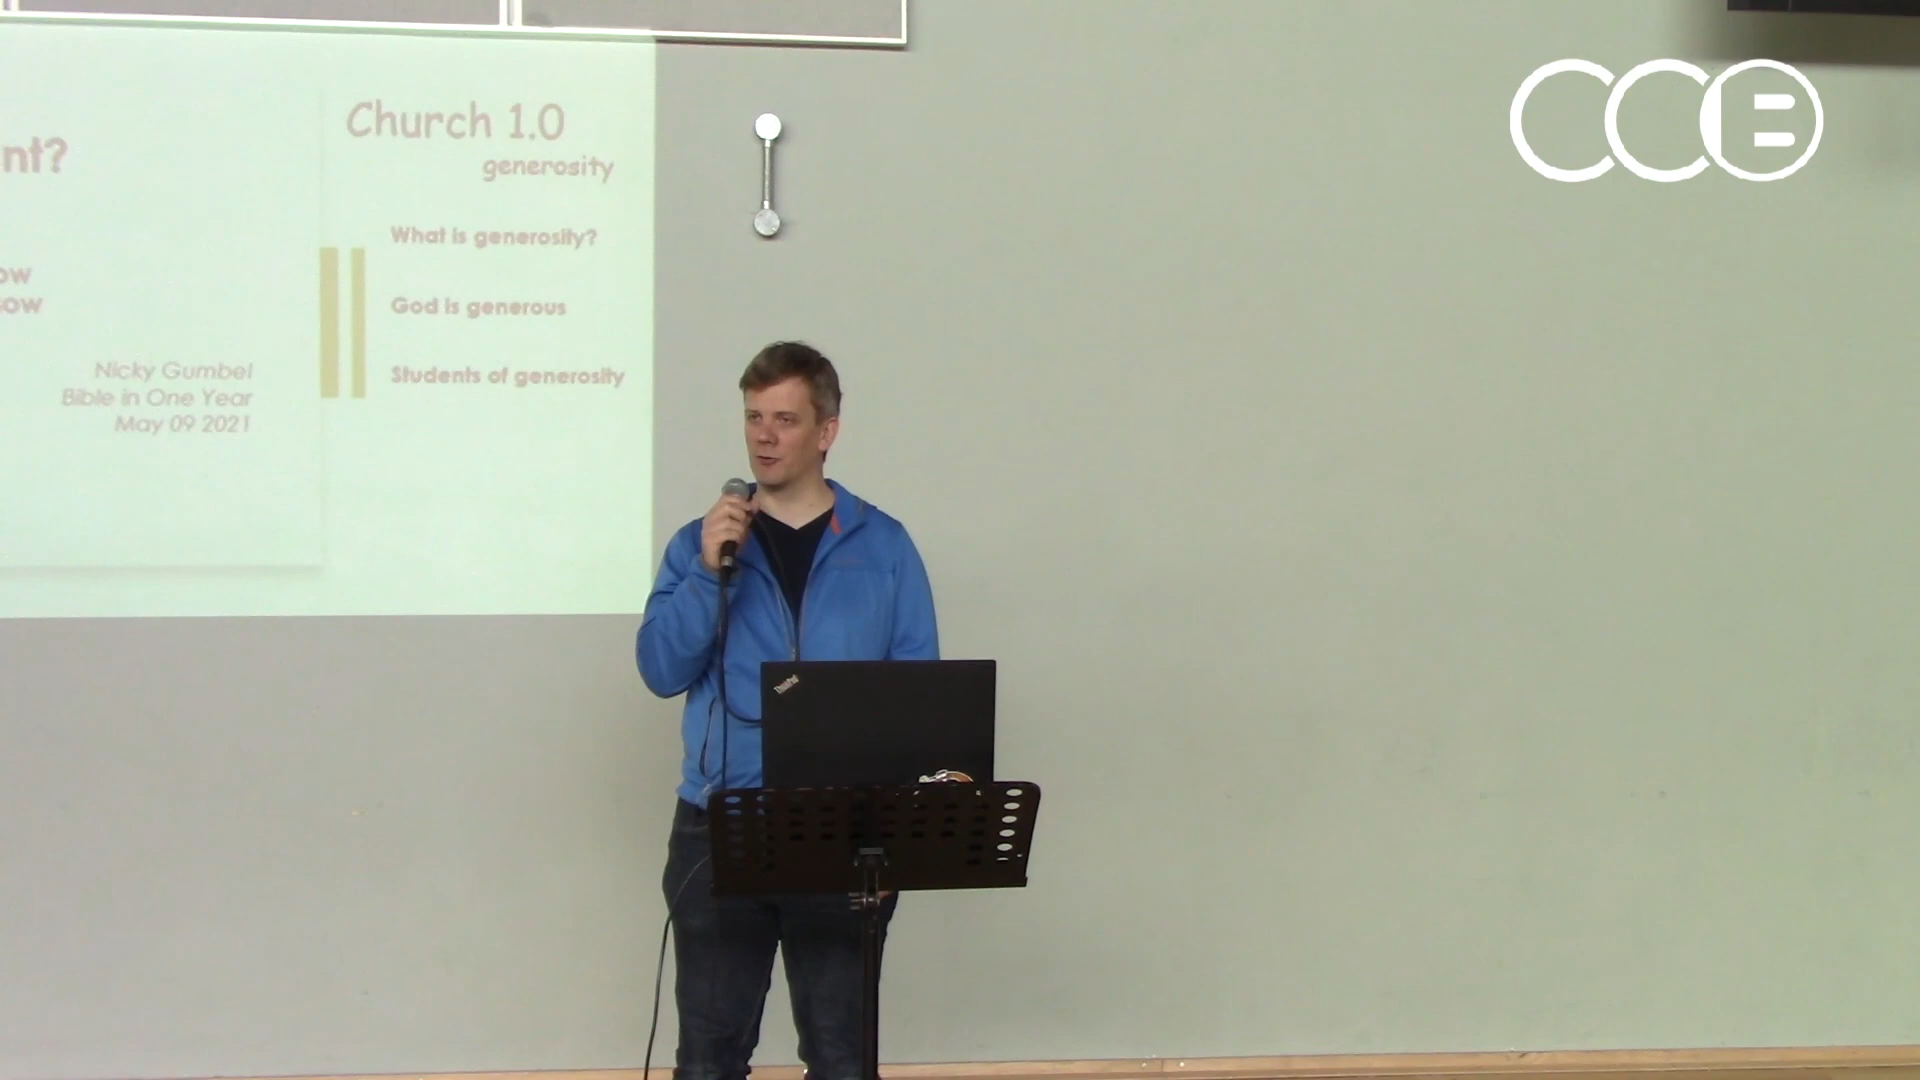 nt?
ow
sow
Nicky Gumbel
Bible in One Year
May 09 2021
Church 1.0
generosity
What is generosity?
God is generous
Students of generosity
CCB
ThinkPad